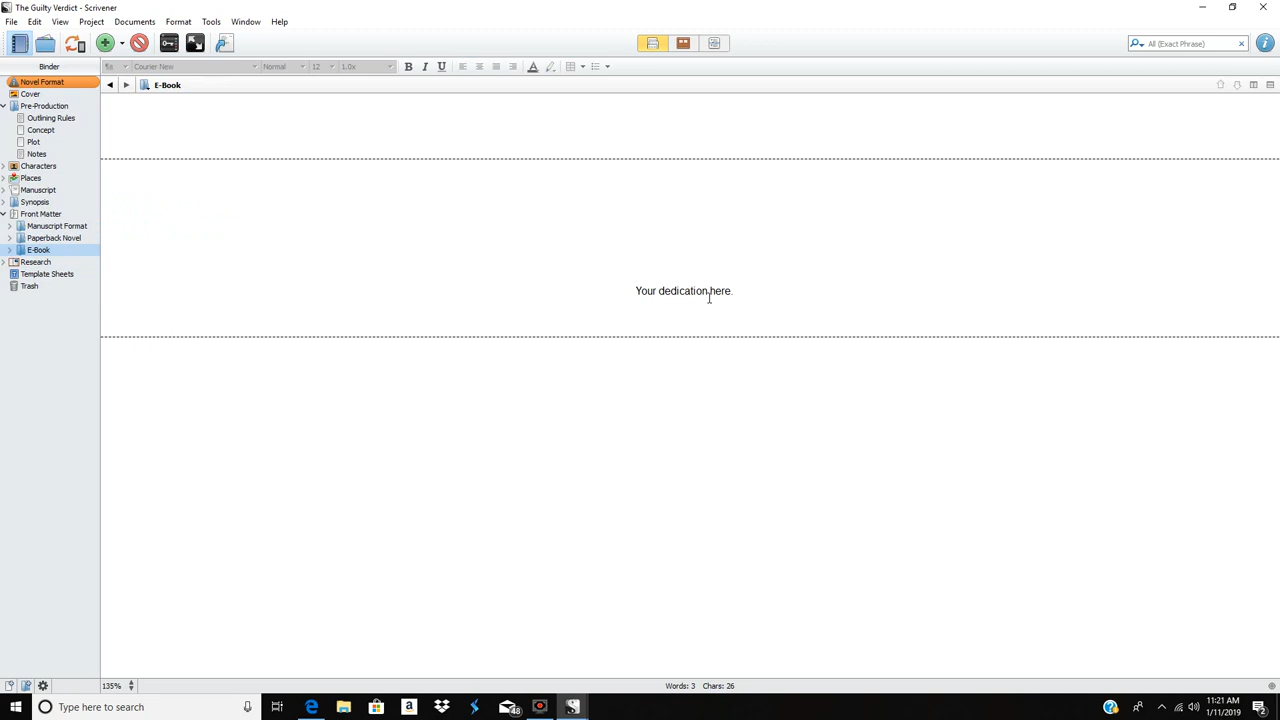 The Guilty Verdict - Scrivener
File Edit View Project Documents Format Tools Window Help
All (Exact Phrase)
Binder
Courier New Normal 12 1.0x B I U A
Novel Format
E-Book
Cover
Pre-Production
Outlining Rules
Concept
Plot
Notes
Characters
Places
Manuscript
Synopsis
Front Matter
Manuscript Format
Paperback Novel
E-Book
Research
Template Sheets
Trash
Your dedication here.
135%
Words: 3 Chars: 26
Type here to search
48
11:21 AM
1/11/2019
2